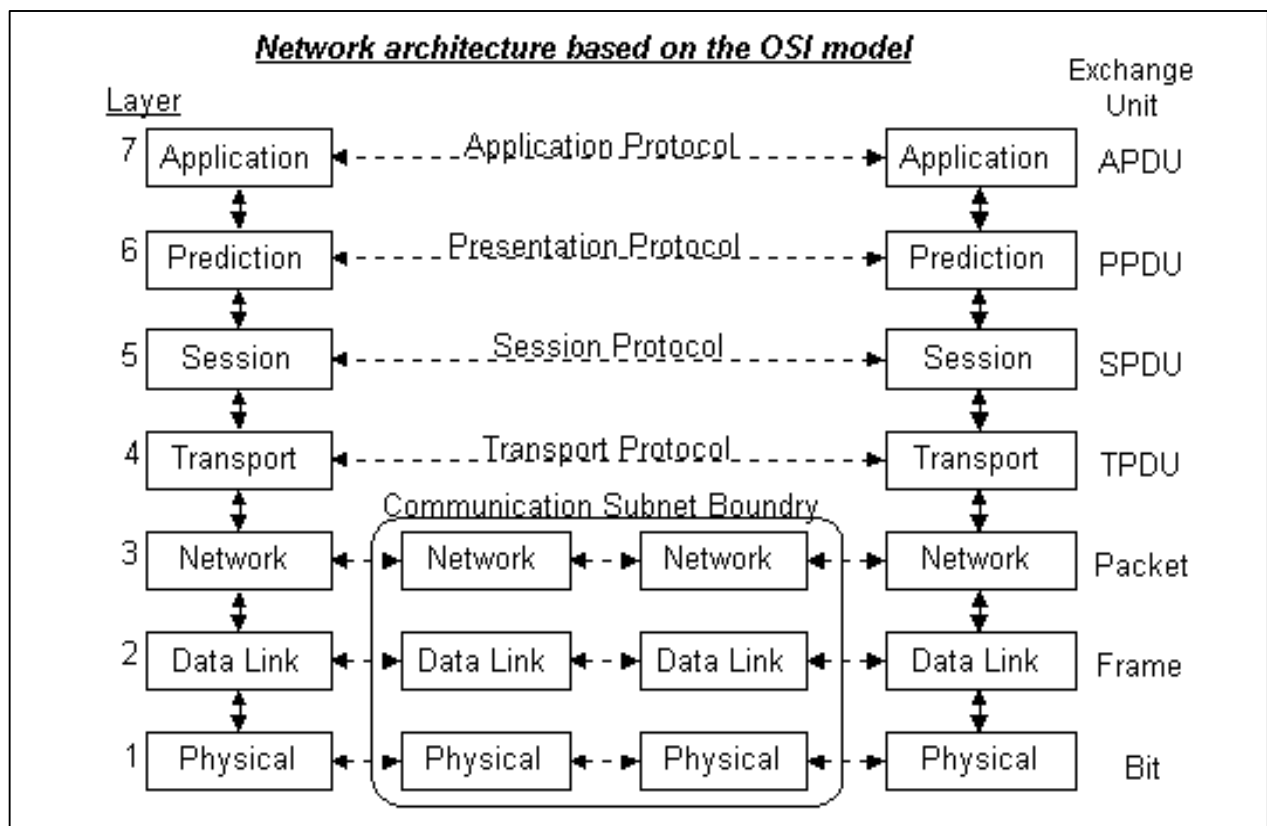 Network architecture based on the OSI model
Exchange
Unit
Layer
7 Application Application Protocol Application APDU
6 Prediction Presentation Protocol Prediction PPDU
5 Session Session Protocol Session SPDU
4 Transport Transport Protocol Transport TPDU
Communication Subnet Boundry
3 Network Network Network Network Packet
2 Data Link Data Link Data Link Data Link Frame
1 Physical Physical Physical Physical Bit